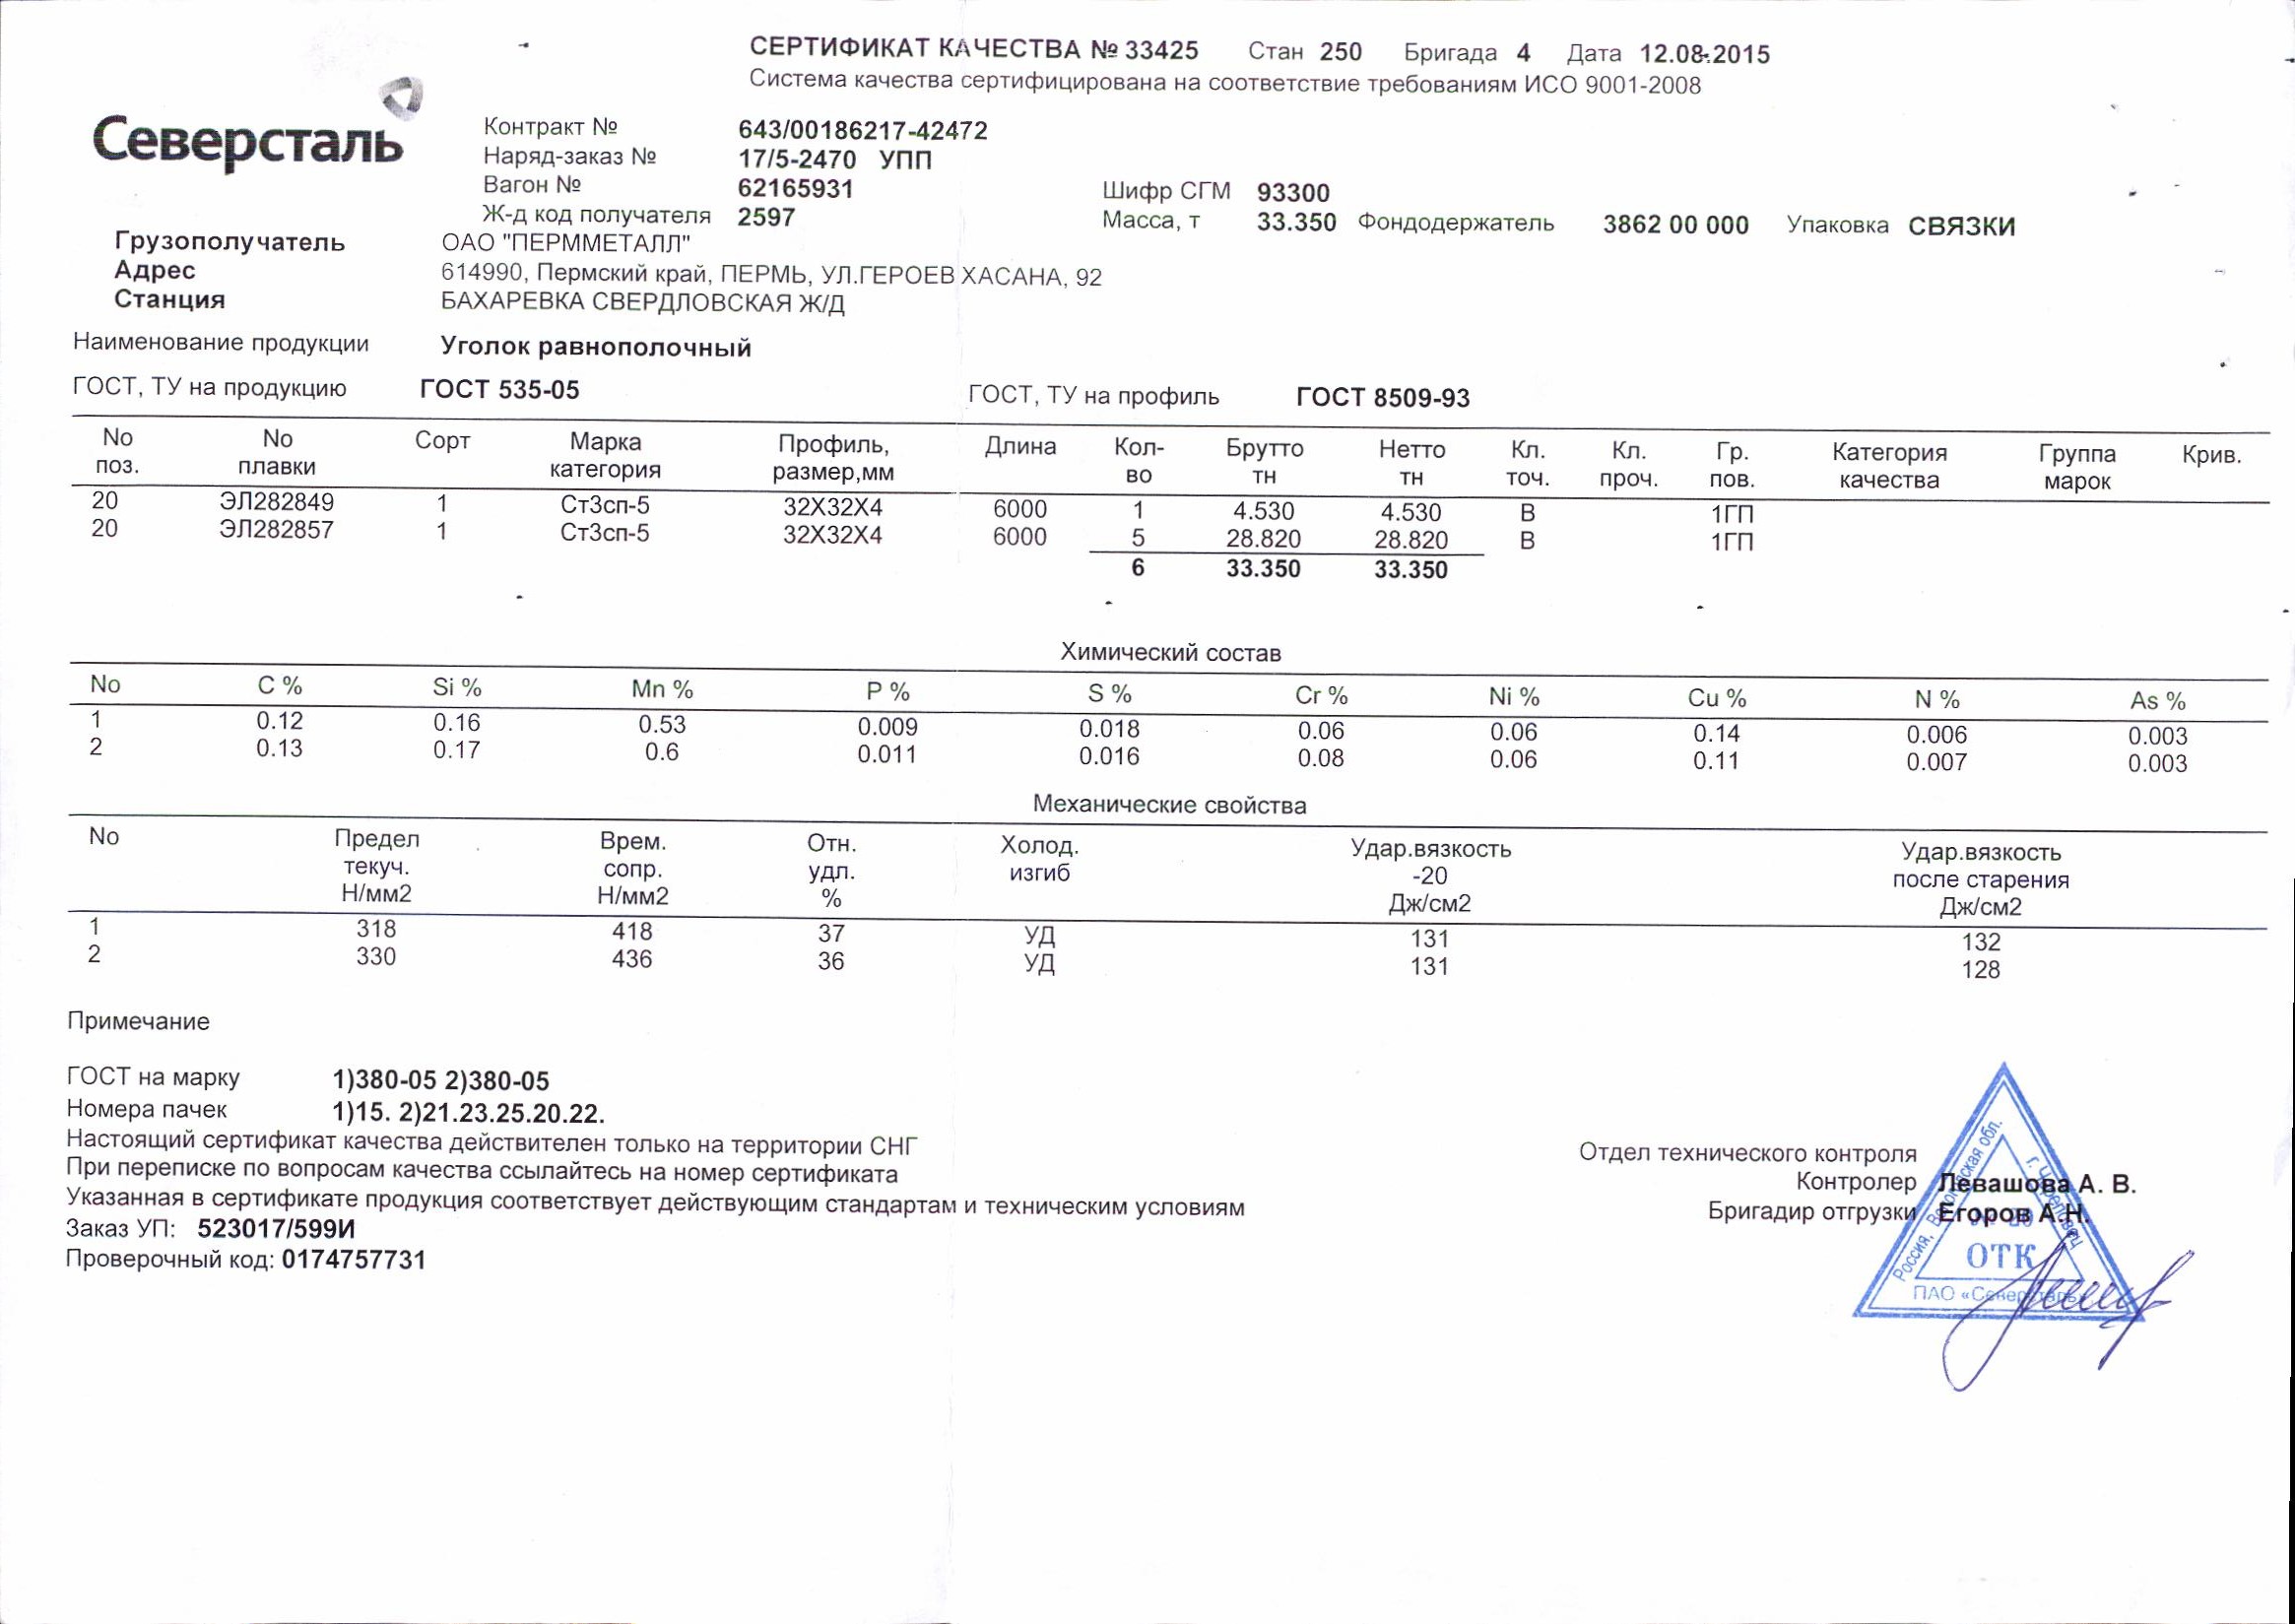 СЕРТИФИКАТ КАЧЕСТВА № 33425 Стан 250 Бригада 4 Дата 12.08.2015
Система качества сертифицирована на соответствие требованиям ИСО 9001-2008
Северсталь
Контракт № 643/00186217-42472
Наряд-заказ № 17/5-2470 УПП
Вагон № 62165931 Шифр СГМ 93300
Ж-д код получателя 2597 Масса, т 33.350 Фондодержатель 3862 00 000 Упаковка СВЯЗКИ
Грузополучатель ОАО "ПЕРММЕТАЛЛ"
Адрес 614990, Пермский край, ПЕРМЬ, УЛ.ГЕРОЕВ ХАСАНА, 92
Станция БАХАРЕВКА СВЕРДЛОВСКАЯ Ж/Д
Наименование продукции Уголок равнополочный
ГОСТ, ТУ на продукцию ГОСТ 535-05 ГОСТ, ТУ на профиль ГОСТ 8509-93
No No Сорт Марка Профиль, Длина Кол- Брутто Нетто Кл. Кл. Гр. Категория Группа Крив.
поз. плавки категория размер,мм во тн тн точ. проч. пов. качества марок
20 ЭЛ282849 1 Ст3сп-5 32Х32Х4 6000 1 4.530 4.530 В 1ГП
20 ЭЛ282857 1 Ст3сп-5 32Х32Х4 6000 5 28.820 28.820 В 1ГП
6 33.350 33.350
Химический состав
No C % Si % Mn % P % S % Cr % Ni % Cu % N % As %
1 0.12 0.16 0.53 0.009 0.018 0.06 0.06 0.14 0.006 0.003
2 0.13 0.17 0.6 0.011 0.016 0.08 0.06 0.11 0.007 0.003
Механические свойства
No Предел Врем. Отн. Холод. Удар.вязкость Удар.вязкость
текуч. сопр. удл. изгиб -20 после старения
Н/мм2 Н/мм2 % Дж/см2 Дж/см2
1 318 418 37 УД 131 132
2 330 436 36 УД 131 128
Примечание
ГОСТ на марку 1)380-05 2)380-05
Номера пачек 1)15. 2)21.23.25.20.22.
Настоящий сертификат качества действителен только на территории СНГ
При переписке по вопросам качества ссылайтесь на номер сертификата
Указанная в сертификате продукция соответствует действующим стандартам и техническим условиям
Заказ УП: 523017/599И
Проверочный код: 0174757731
Отдел технического контроля
Контролер Левашова А. В.
Бригадир отгрузки Егоров А.Н.
Россия, Вологодская обл.
г. Череповец
ОТК
ПАО «Северсталь»